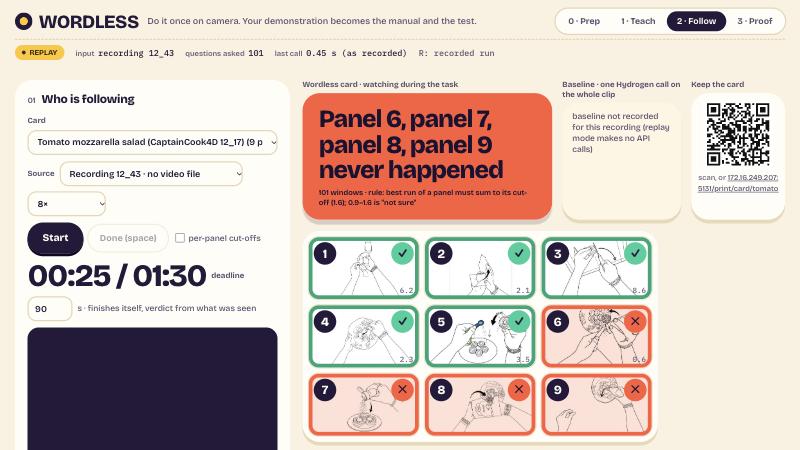 WORDLESS
Do it once on camera. Your demonstration becomes the manual and the test.
0 · Prep
1 · Teach
2 · Follow
3 · Proof
REPLAY
input recording 12_43
questions asked 101
last call 0.45 s (as recorded)
R: recorded run
01 Who is following
Card
Tomato mozzarella salad (CaptainCook4D 12_17) (9 p
Source
Recording 12_43 · no video file
8×
Start
Done (space)
per-panel cut-offs
00:25 / 01:30 deadline
90
s · finishes itself, verdict from what was seen
Wordless card · watching during the task
Panel 6, panel 7,
panel 8, panel 9
never happened
101 windows · rule: best run of a panel must sum to its cut-
off (1.6); 0.9–1.6 is "not sure"
Baseline · one Hydrogen call on
the whole clip
baseline not recorded
for this recording (replay
mode makes no API
calls)
Keep the card
scan, or 172.16.249.207:
5131/print/card/tomato
1
6.2
2
2.1
3
8.6
4
2.3
5
3.5
6
0.6
7
8
9